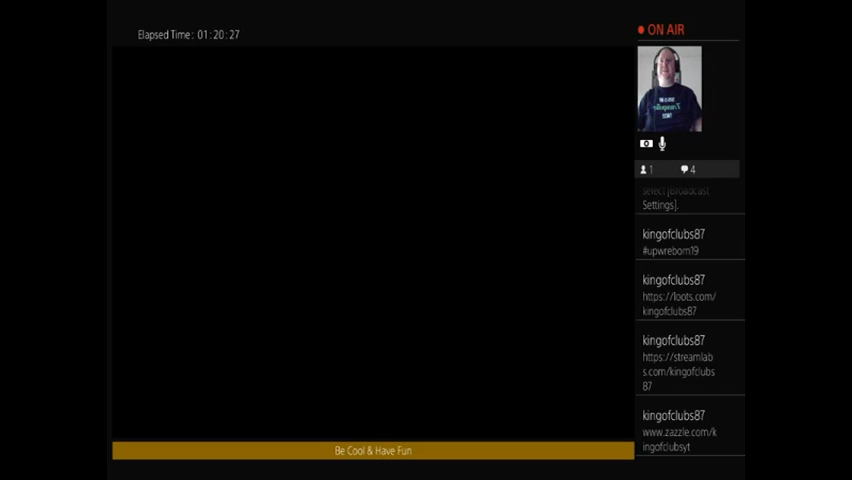 Elapsed Time: 01:20:27
ON AIR
1 4
select [Broadcast
Settings].
kingofclubs87
#upwreborn19
kingofclubs87
https://loots.com/
kingofclubs87
kingofclubs87
https://streamlab
s.com/kingofclubs
87
kingofclubs87
www.zazzle.com/k
ingofclubsyt
Be Cool & Have Fun